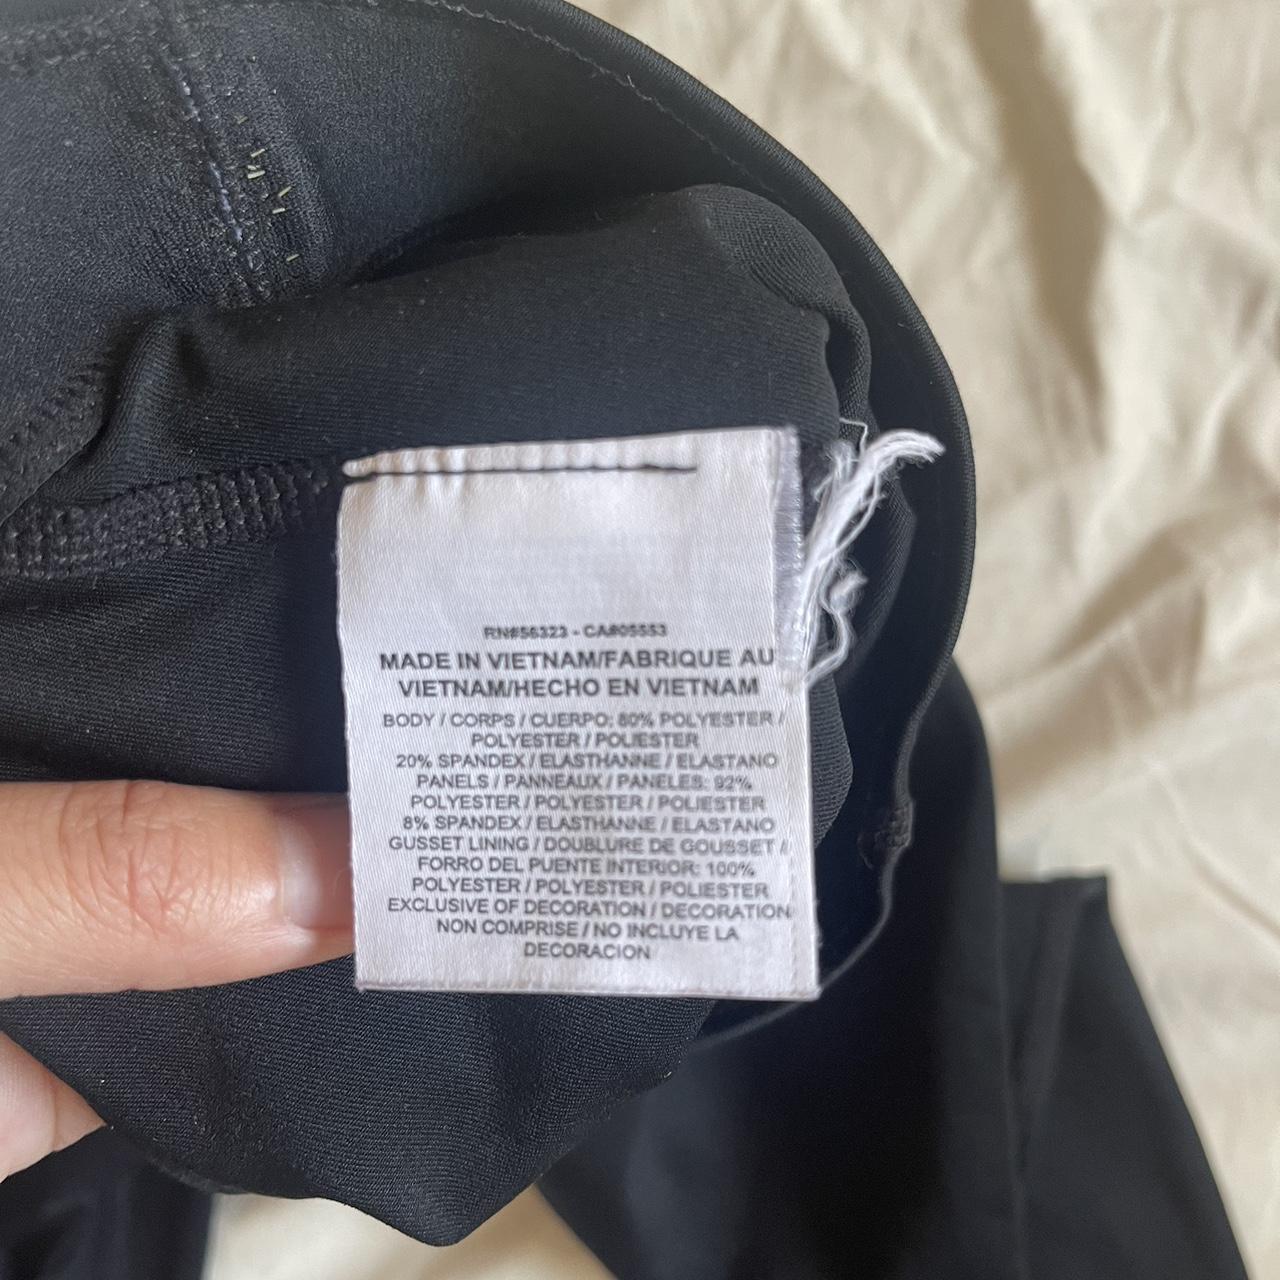 RN#56323 - CA#05553
MADE IN VIETNAM/FABRIQUE AU
VIETNAM/HECHO EN VIETNAM
BODY / CORPS / CUERPO: 80% POLYESTER /
POLYESTER / POLIESTER
20% SPANDEX / ELASTHANNE / ELASTANO
PANELS / PANNEAUX / PANELES: 92%
POLYESTER / POLYESTER / POLIESTER
8% SPANDEX / ELASTHANNE / ELASTANO
GUSSET LINING / DOUBLURE DE GOUSSET /
FORRO DEL PUENTE INTERIOR: 100%
POLYESTER / POLYESTER / POLIESTER
EXCLUSIVE OF DECORATION / DECORATION
NON COMPRISE / NO INCLUYE LA
DECORACION